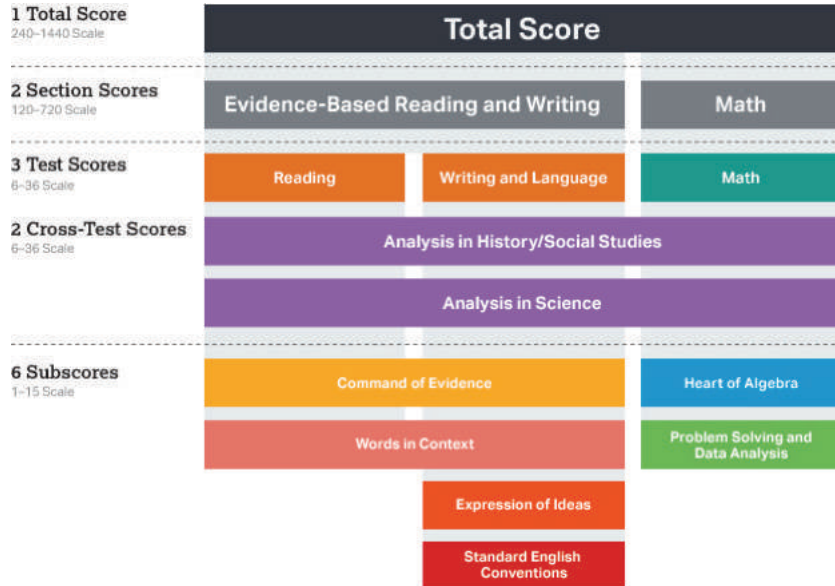 1 Total Score
240–1440 Scale
Total Score
2 Section Scores
120–720 Scale
Evidence-Based Reading and Writing
Math
3 Test Scores
6–36 Scale
Reading
Writing and Language
Math
2 Cross-Test Scores
6–36 Scale
Analysis in History/Social Studies
Analysis in Science
6 Subscores
1–15 Scale
Command of Evidence
Heart of Algebra
Words in Context
Problem Solving and
Data Analysis
Expression of Ideas
Standard English
Conventions